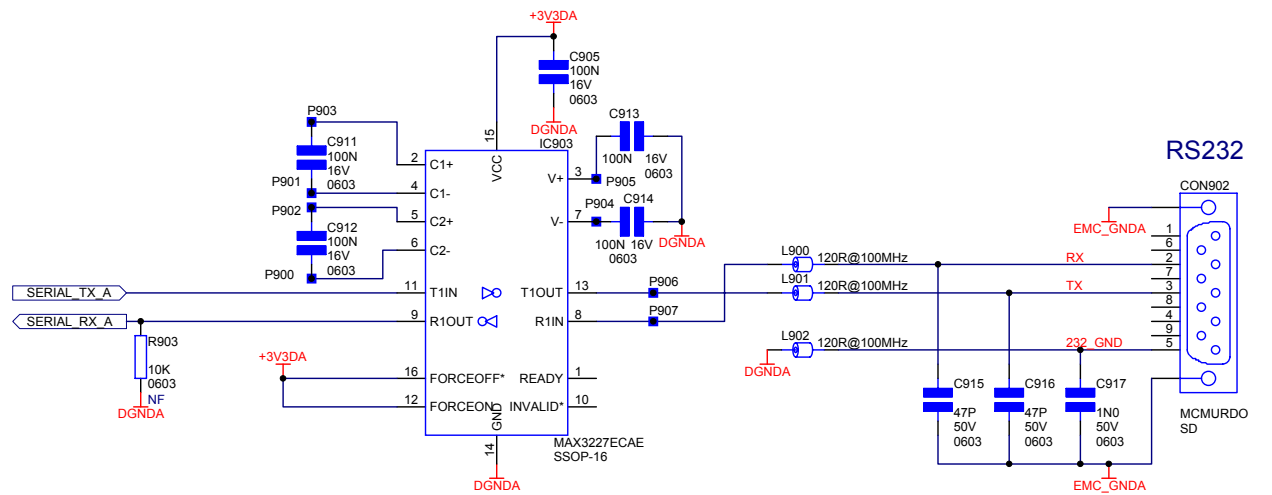 +3V3DA
C905
100N
16V
0603
DGNDA
P903
C911
100N
16V
0603
P901
P902
C912
100N
16V
0603
P900
IC903
15
VCC
2 C1+
4 C1-
5 C2+
6 C2-
11 T1IN
9 R1OUT
16 FORCEOFF*
12 FORCEON
GND
14
DGNDA
V+ 3
V- 7
T1OUT 13
R1IN 8
READY 1
INVALID* 10
MAX3227ECAE
SSOP-16
C913
100N 16V
0603
P905
P904 C914
100N 16V
0603
DGNDA
SERIAL_TX_A
SERIAL_RX_A
R903
10K
0603
NF
DGNDA
+3V3DA
P906
P907
L900 120R@100MHz
L901 120R@100MHz
L902 120R@100MHz
DGNDA
RX
TX
232_GND
C915
47P
50V
0603
C916
47P
50V
0603
C917
1N0
50V
0603
EMC_GNDA
RS232
CON902
EMC_GNDA
1
6
2
7
3
8
4
9
5
MCMURDO
SD